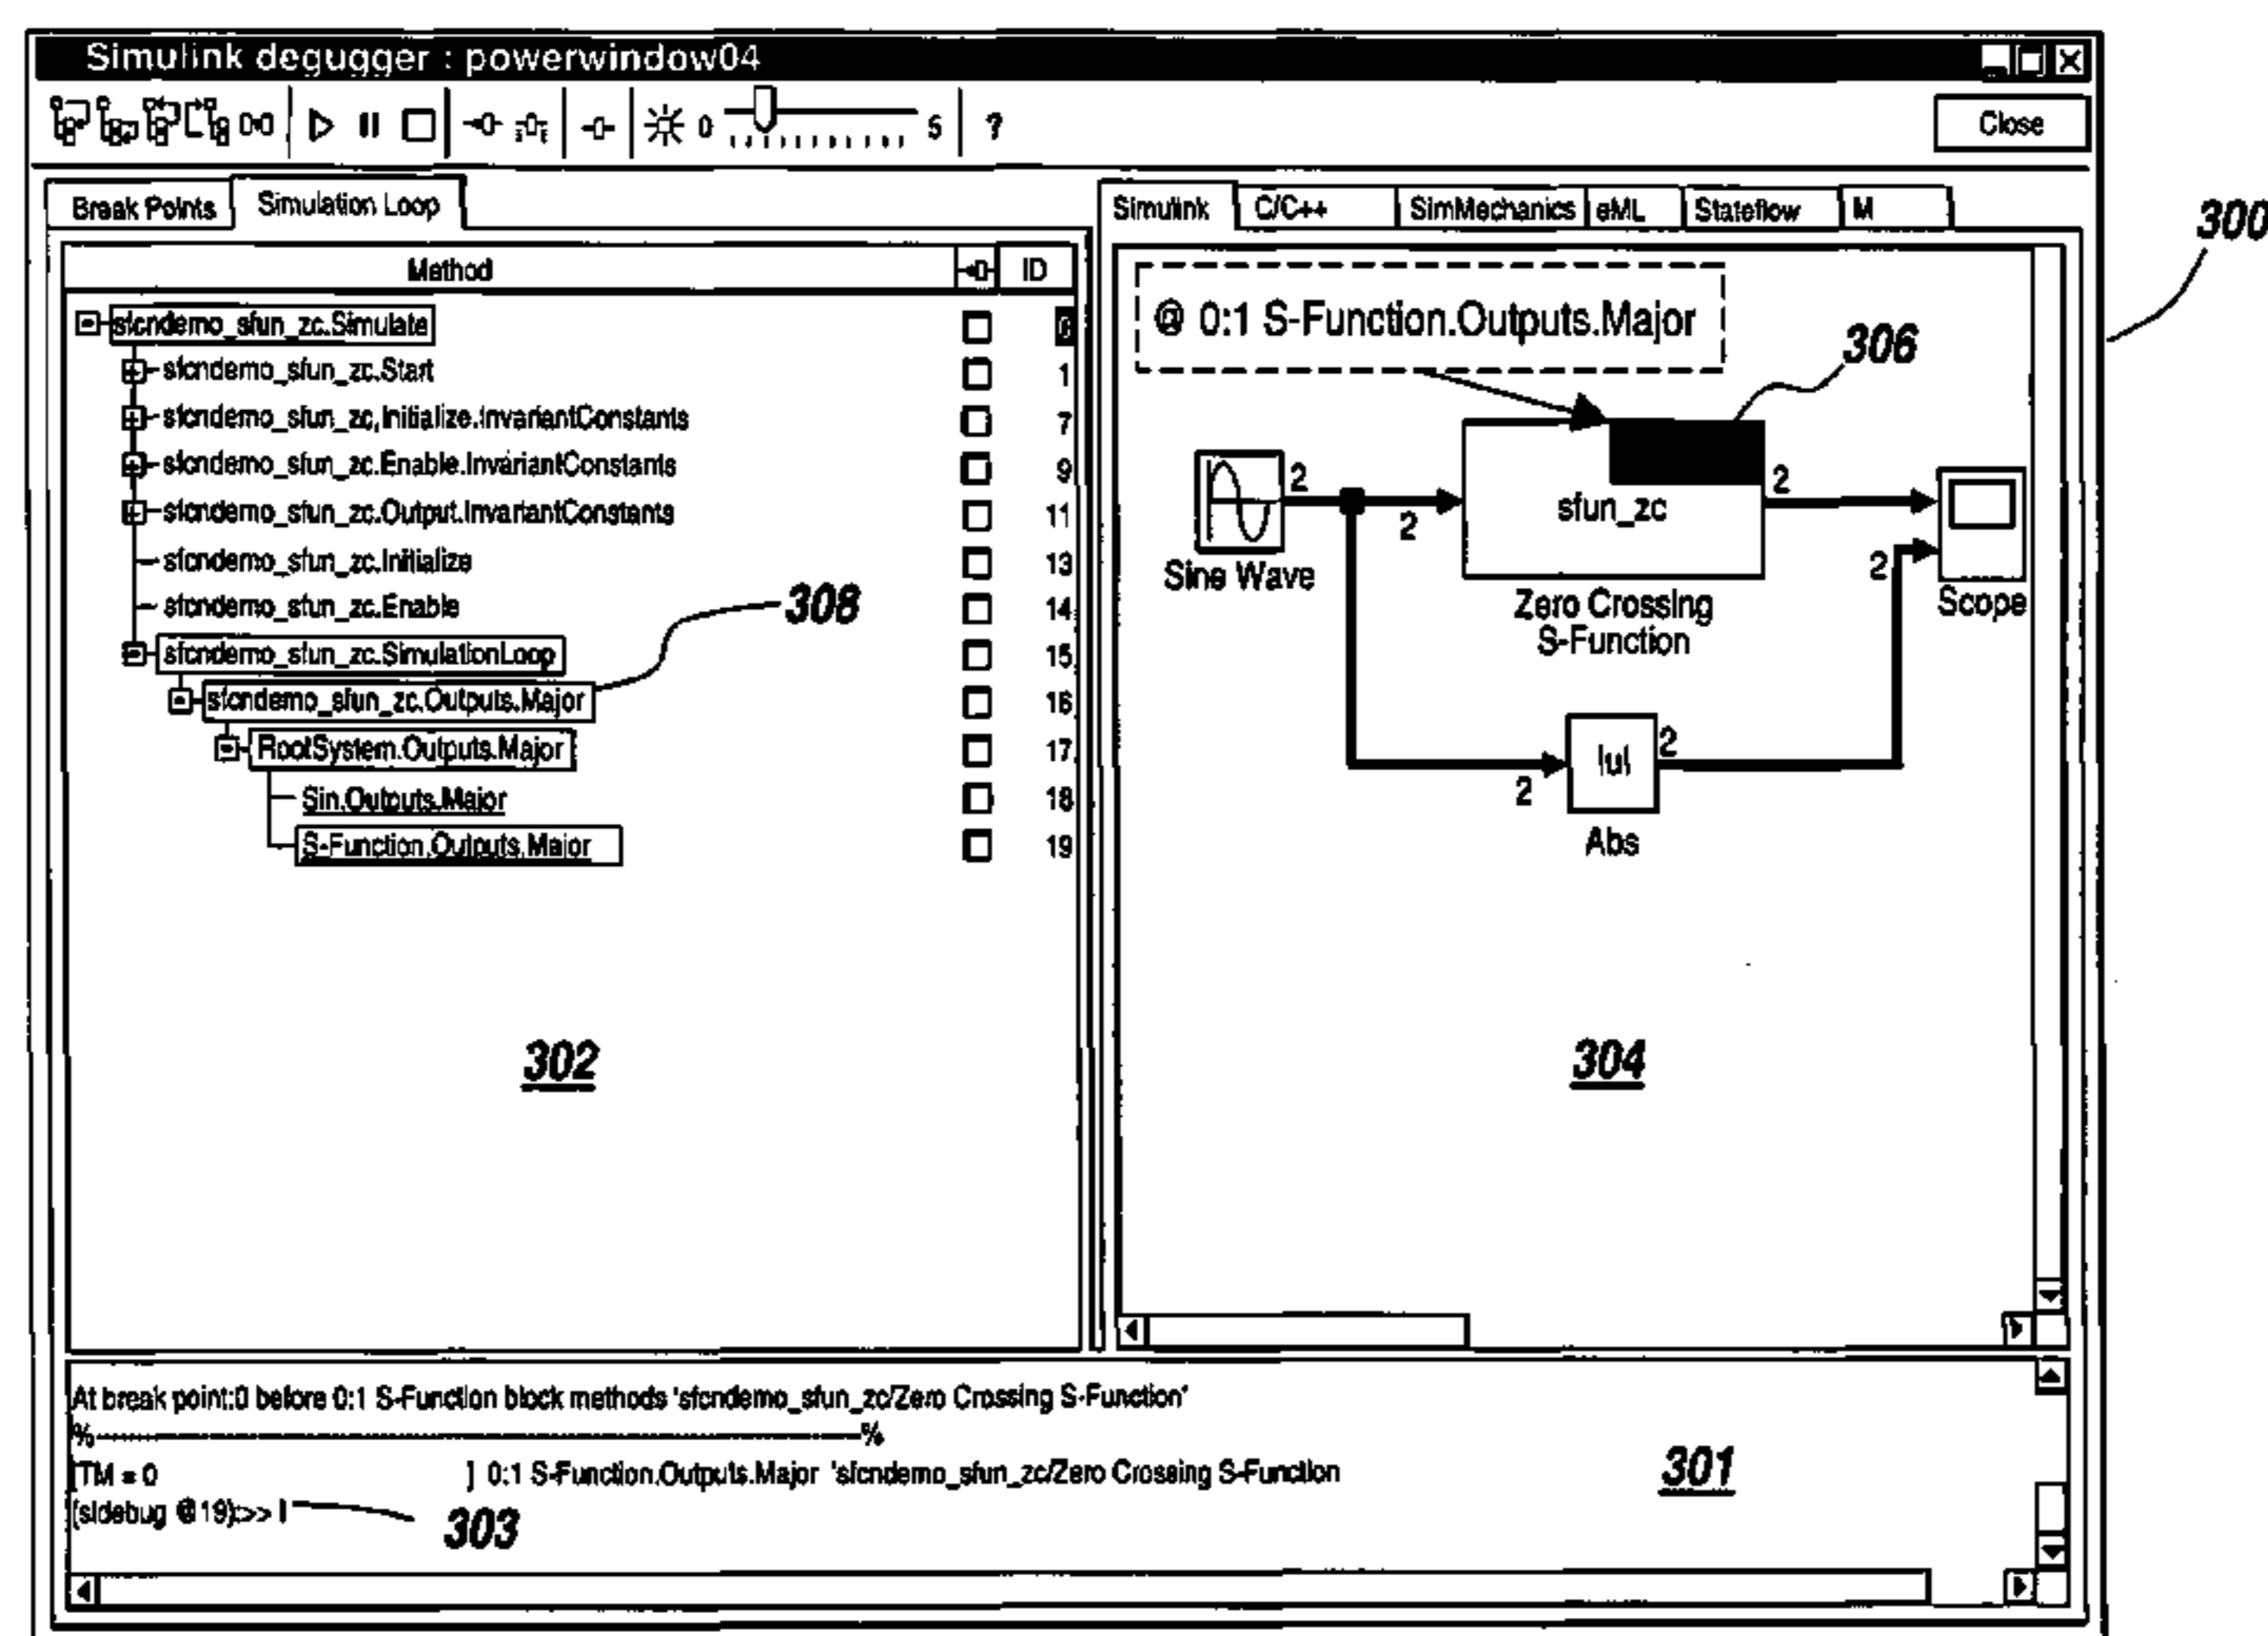 Simulink degugger : powerwindow04
0 5 ?
Close
Break Points Simulation Loop
Simulink C/C++ SimMechanics eML Stateflow M
300
Method ID
sfcndemo_sfun_zc.Simulate
sfcndemo_sfun_zc.Start 1
sfcndemo_sfun_zc.Initialize.InvariantConstants 7
sfcndemo_sfun_zc.Enable.InvariantConstants 9
sfcndemo_sfun_zc.Output.InvariantConstants 11
sfcndemo_sfun_zc.Initialize 13
sfcndemo_sfun_zc.Enable 14
308
sfcndemo_sfun_zc.SimulationLoop 15
sfcndemo_sfun_zc.Outputs.Major 16
RootSystem.Outputs.Major 17
Sin.Outputs.Major 18
S-Function.Outputs.Major 19
302
@ 0:1 S-Function.Outputs.Major
306
2
2
sfun_zc
2
2
Sine Wave
Zero Crossing
S-Function
Scope
2
|u|
2
Abs
304
At break point:0 before 0:1 S-Function block methods 'sfcndemo_sfun_zc/Zero Crossing S-Function'
%-----%
[TM = 0 ] 0:1 S-Function.Outputs.Major 'sfcndemo_sfun_zc/Zero Crossing S-Function
(sldebug @19):>> |
301
303